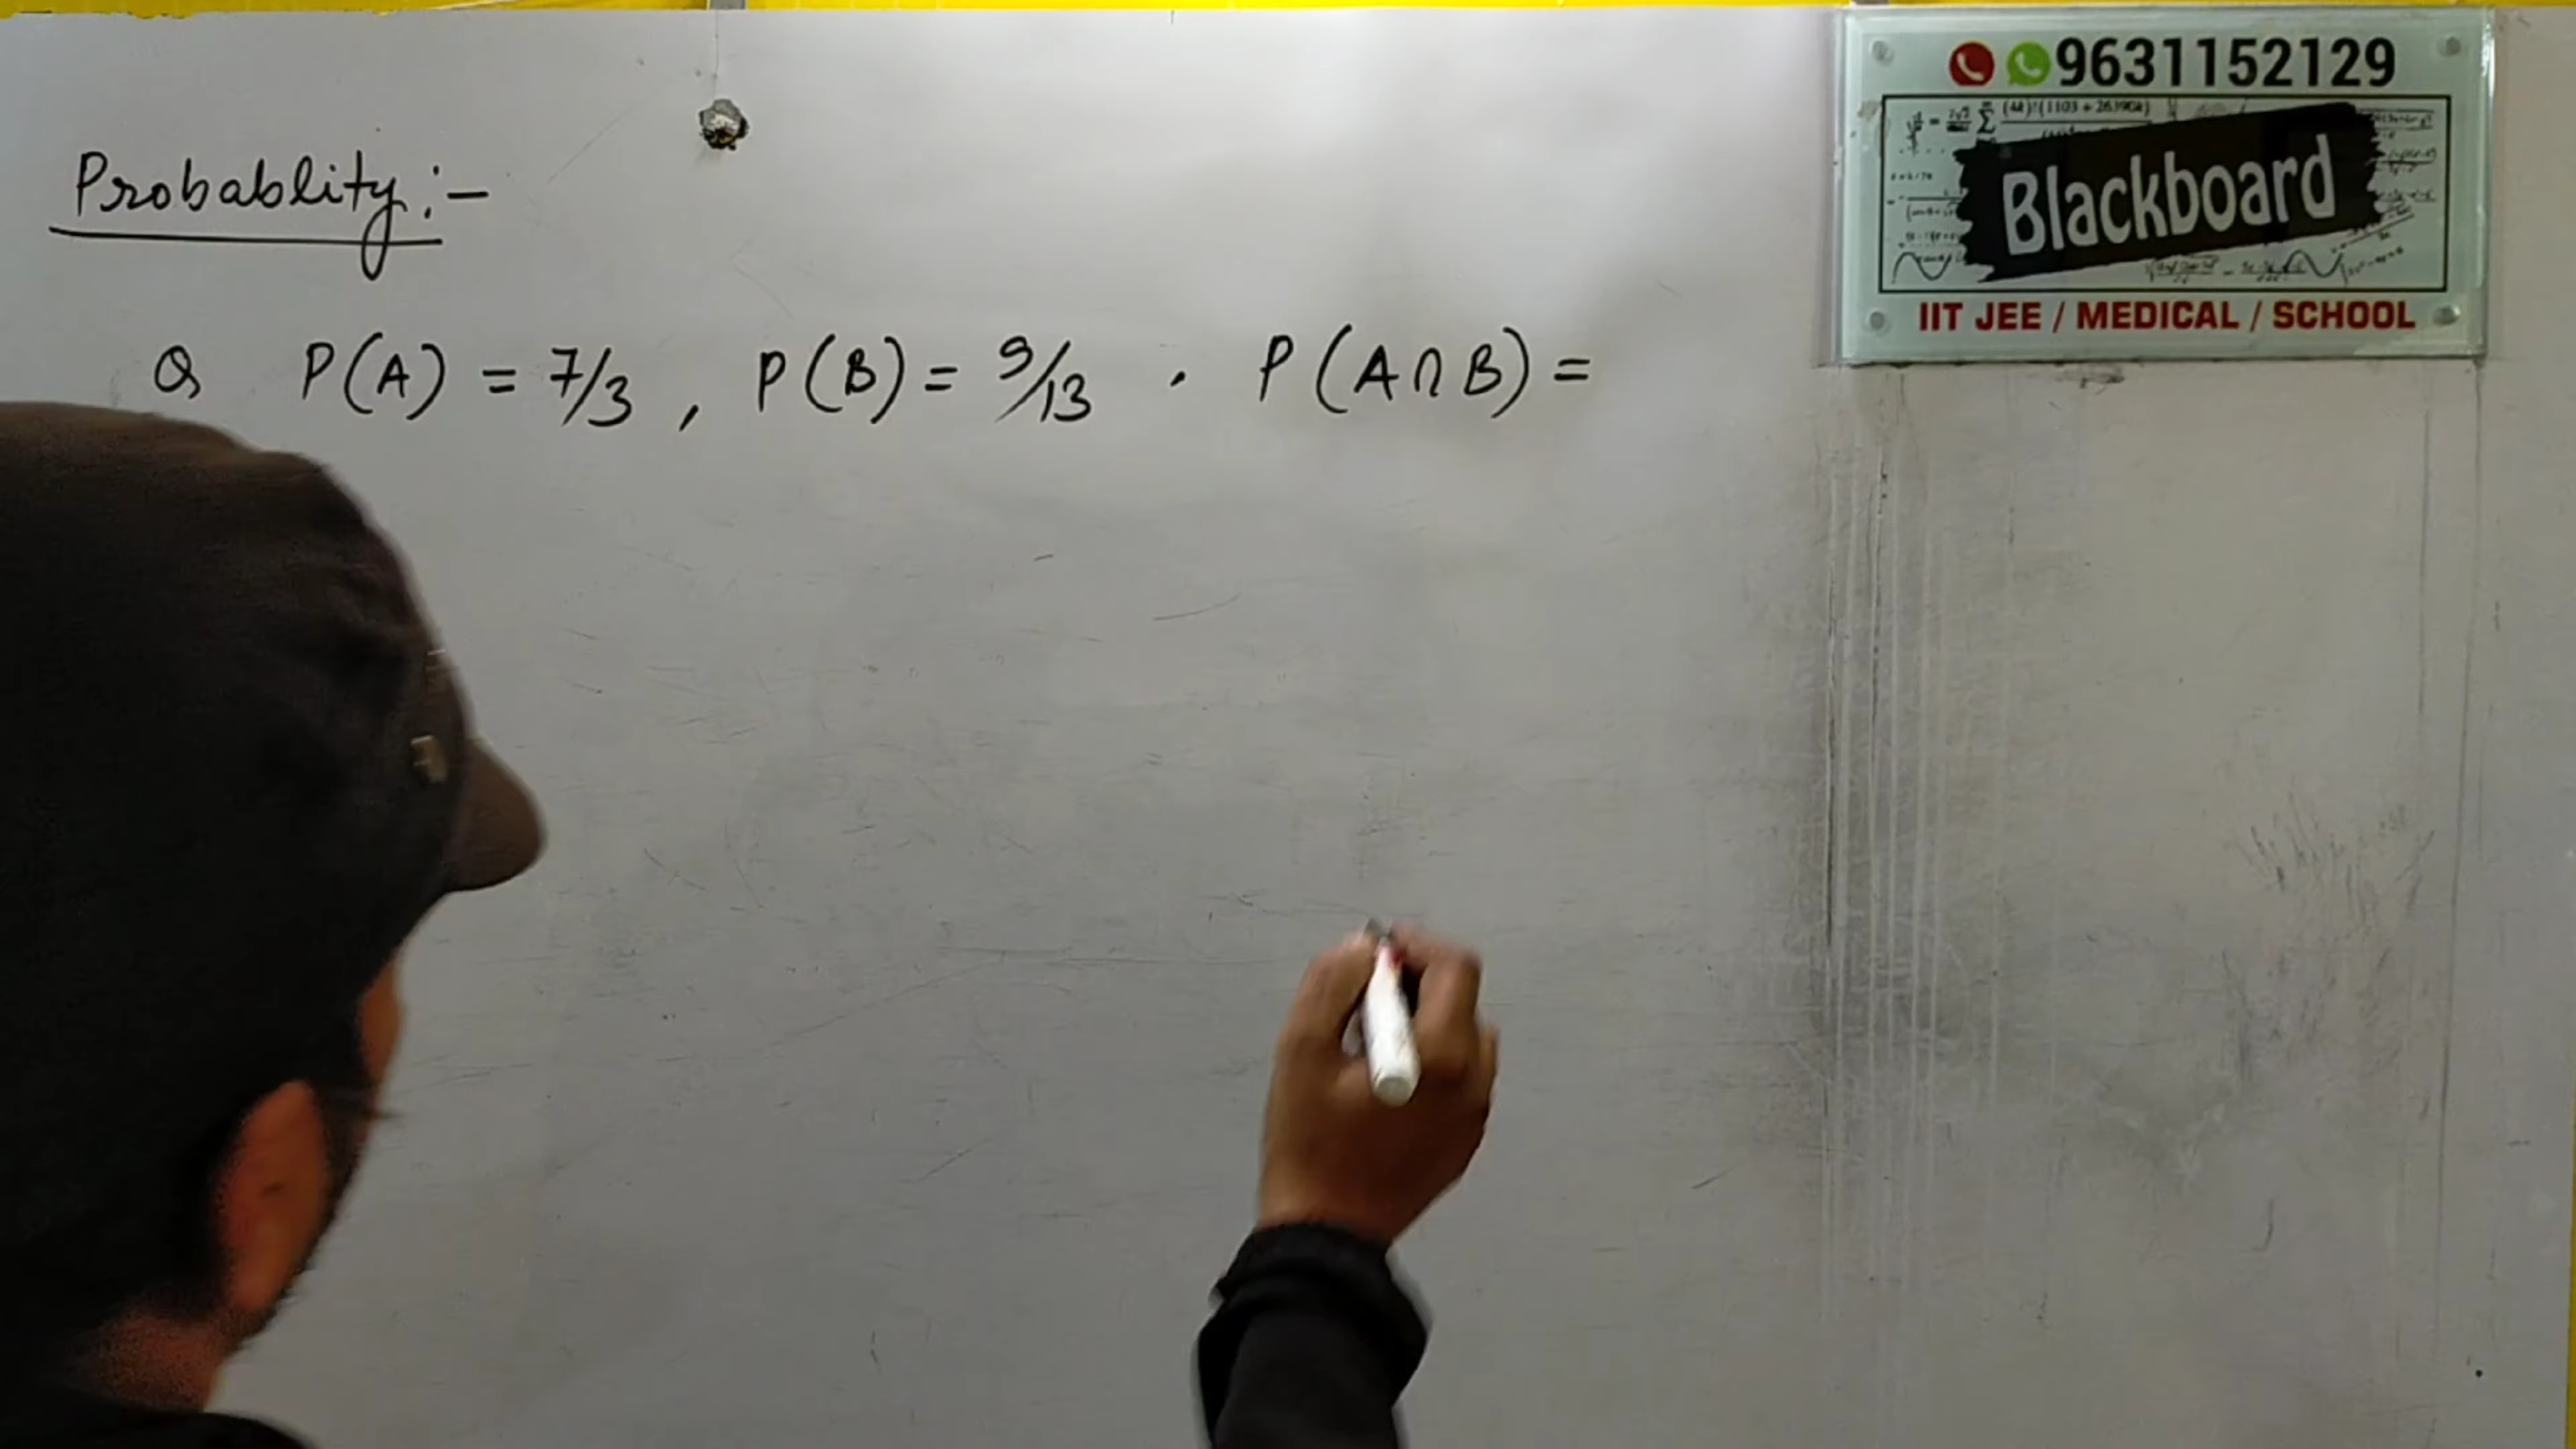 9631152129
Blackboard
IIT JEE / MEDICAL / SCHOOL
Probablity :-
Q P(A) = 7/3 , P(B) = 9/13 . P(A∩B) =